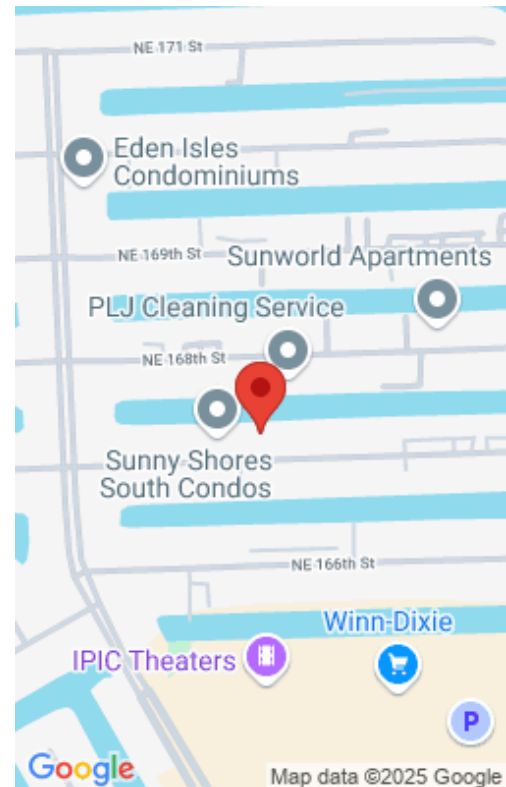 NE 171 St
Eden Isles
Condominiums
NE 169th St
Sunworld Apartments
PLJ Cleaning Service
NE 168th St
Sunny Shores
South Condos
NE 166th St
Winn-Dixie
IPIC Theaters
P
Google
Map data ©2025 Google